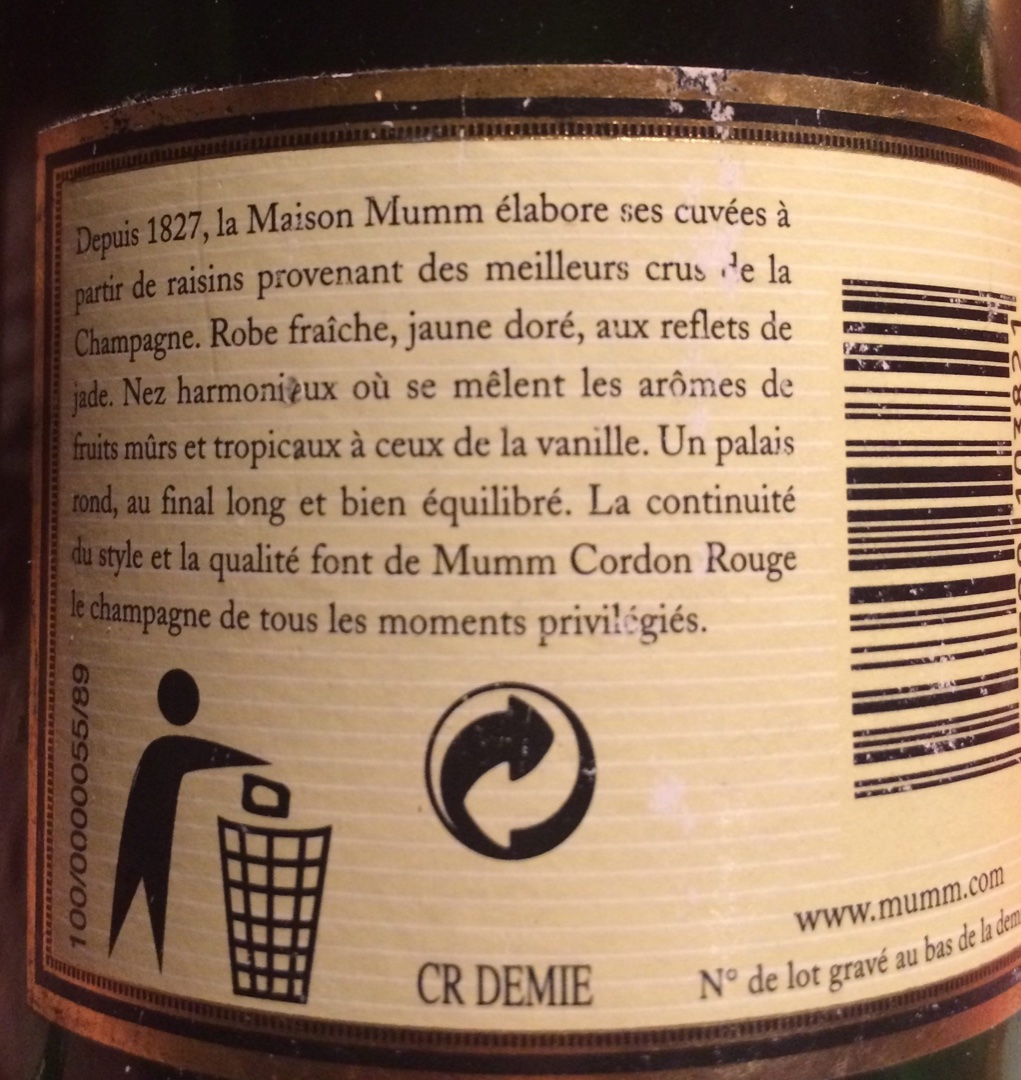 Depuis 1827, la Maison Mumm élabore ses cuvées à
partir de raisins provenant des meilleurs crus de la
Champagne. Robe fraîche, jaune doré, aux reflets de
jade. Nez harmonieux où se mêlent les arômes de
fruits mûrs et tropicaux à ceux de la vanille. Un palais
rond, au final long et bien équilibré. La continuité
du style et la qualité font de Mumm Cordon Rouge
le champagne de tous les moments privilégiés.
100/0000055/89
CR DEMIE
www.mumm.com
N° de lot gravé au bas de la